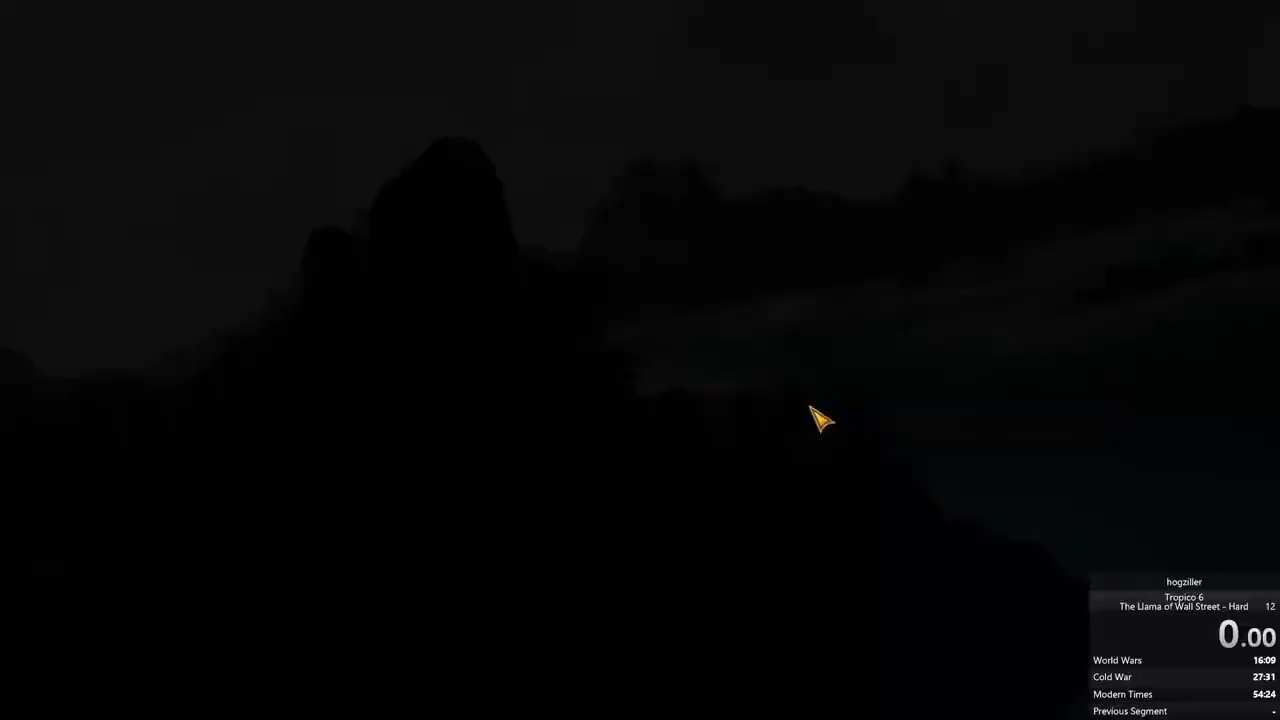 hogziller
Tropico 6
The Llama of Wall Street - Hard 12
0.00
World Wars 16:09
Cold War 27:31
Modern Times 54:24
Previous Segment -